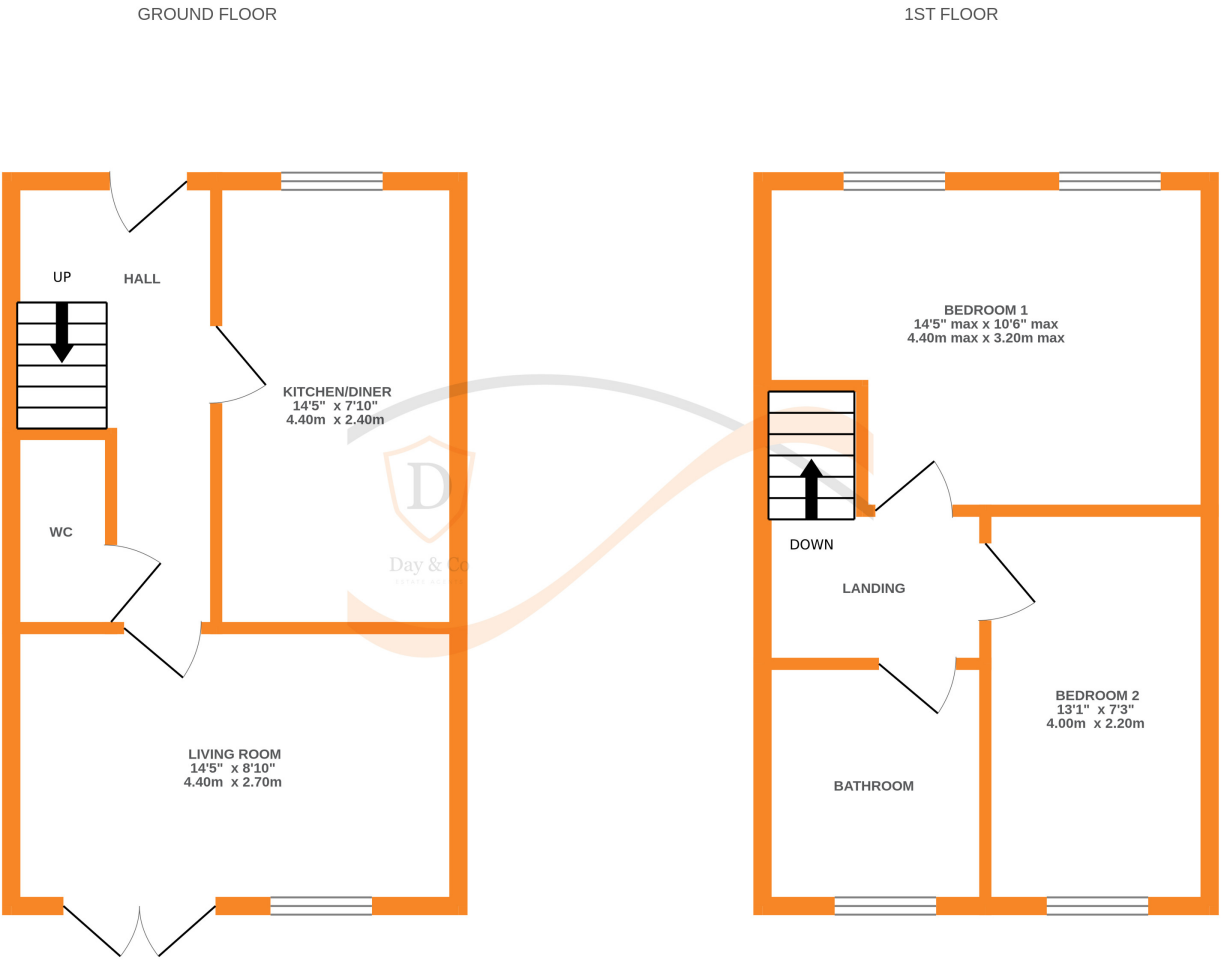 GROUND FLOOR
1ST FLOOR
UP
HALL
KITCHEN/DINER
14'5" x 7'10"
4.40m x 2.40m
WC
LIVING ROOM
14'5" x 8'10"
4.40m x 2.70m
BEDROOM 1
14'5" max x 10'6" max
4.40m max x 3.20m max
DOWN
LANDING
BEDROOM 2
13'1" x 7'3"
4.00m x 2.20m
BATHROOM
D
Day & Co
ESTATE AGENTS